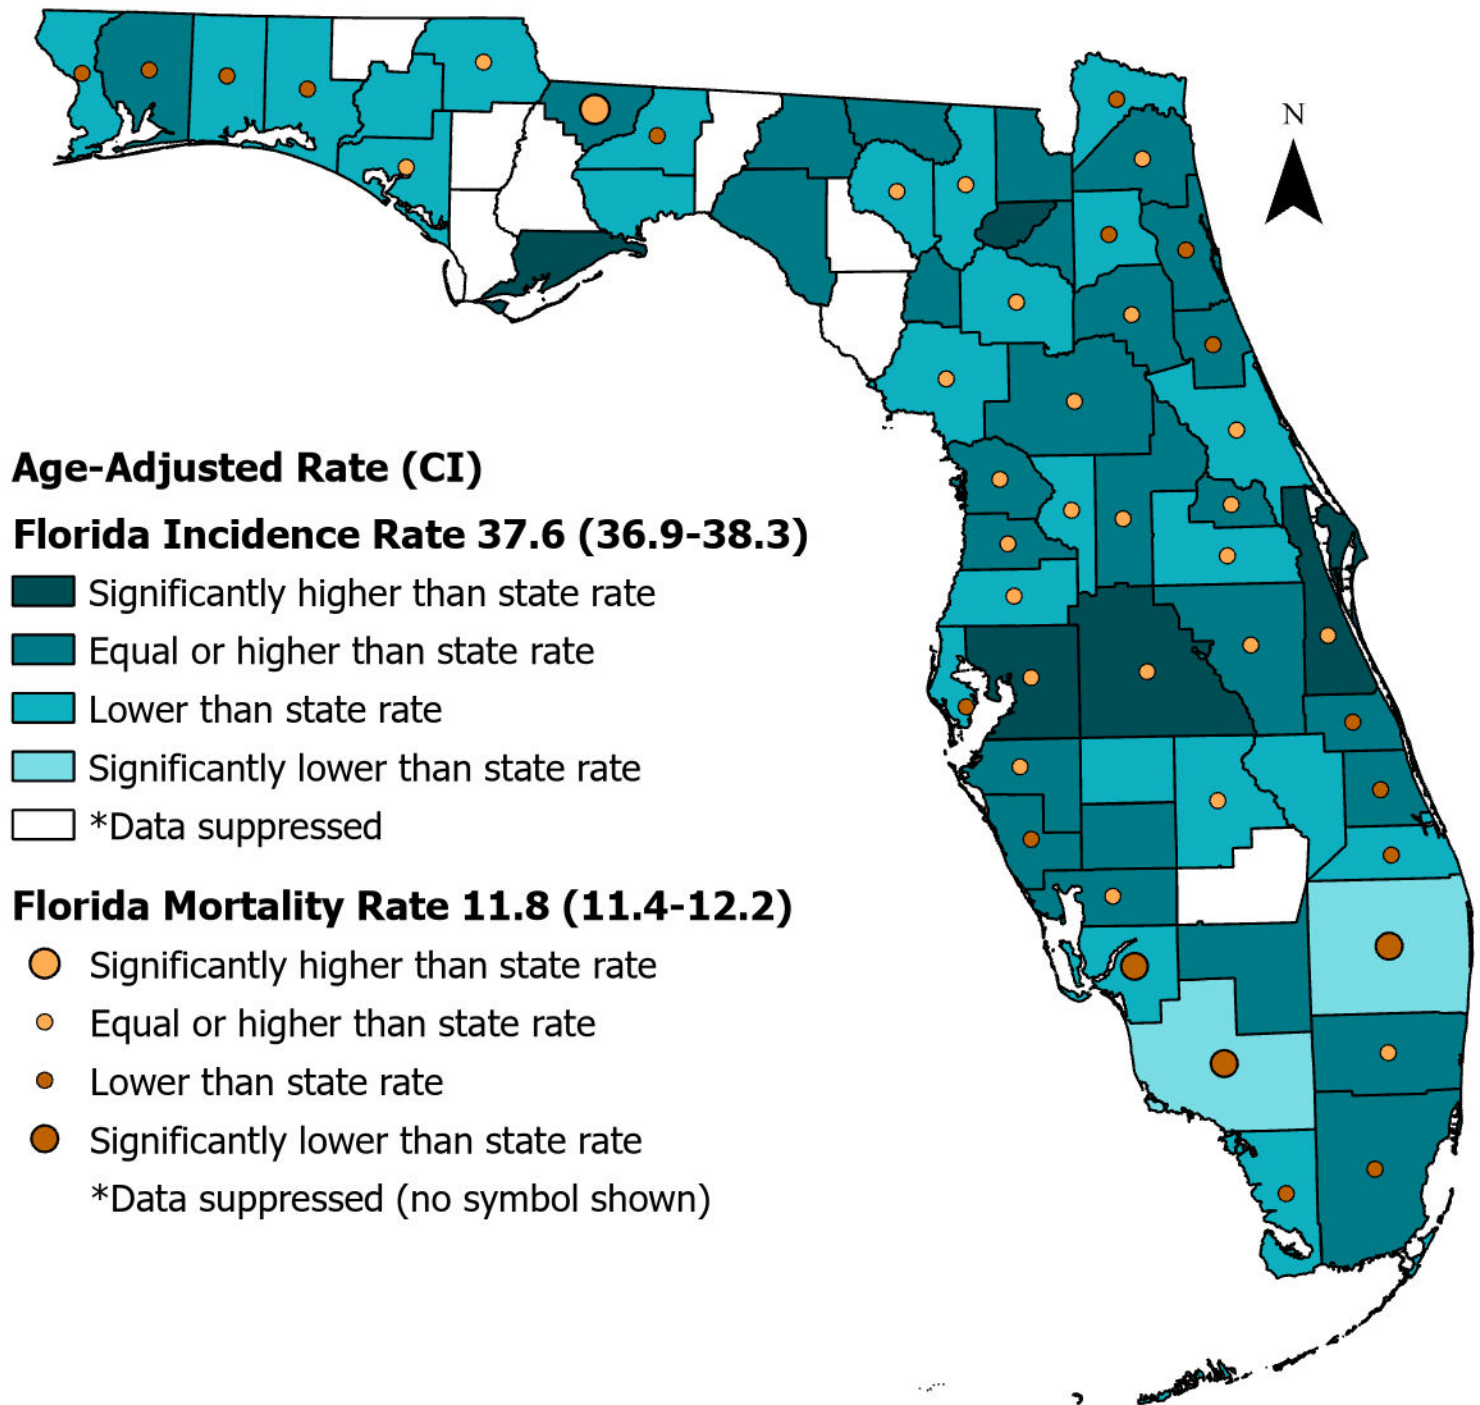 N
Age-Adjusted Rate (CI)
Florida Incidence Rate 37.6 (36.9-38.3)
Significantly higher than state rate
Equal or higher than state rate
Lower than state rate
Significantly lower than state rate
*Data suppressed
Florida Mortality Rate 11.8 (11.4-12.2)
Significantly higher than state rate
Equal or higher than state rate
Lower than state rate
Significantly lower than state rate
*Data suppressed (no symbol shown)